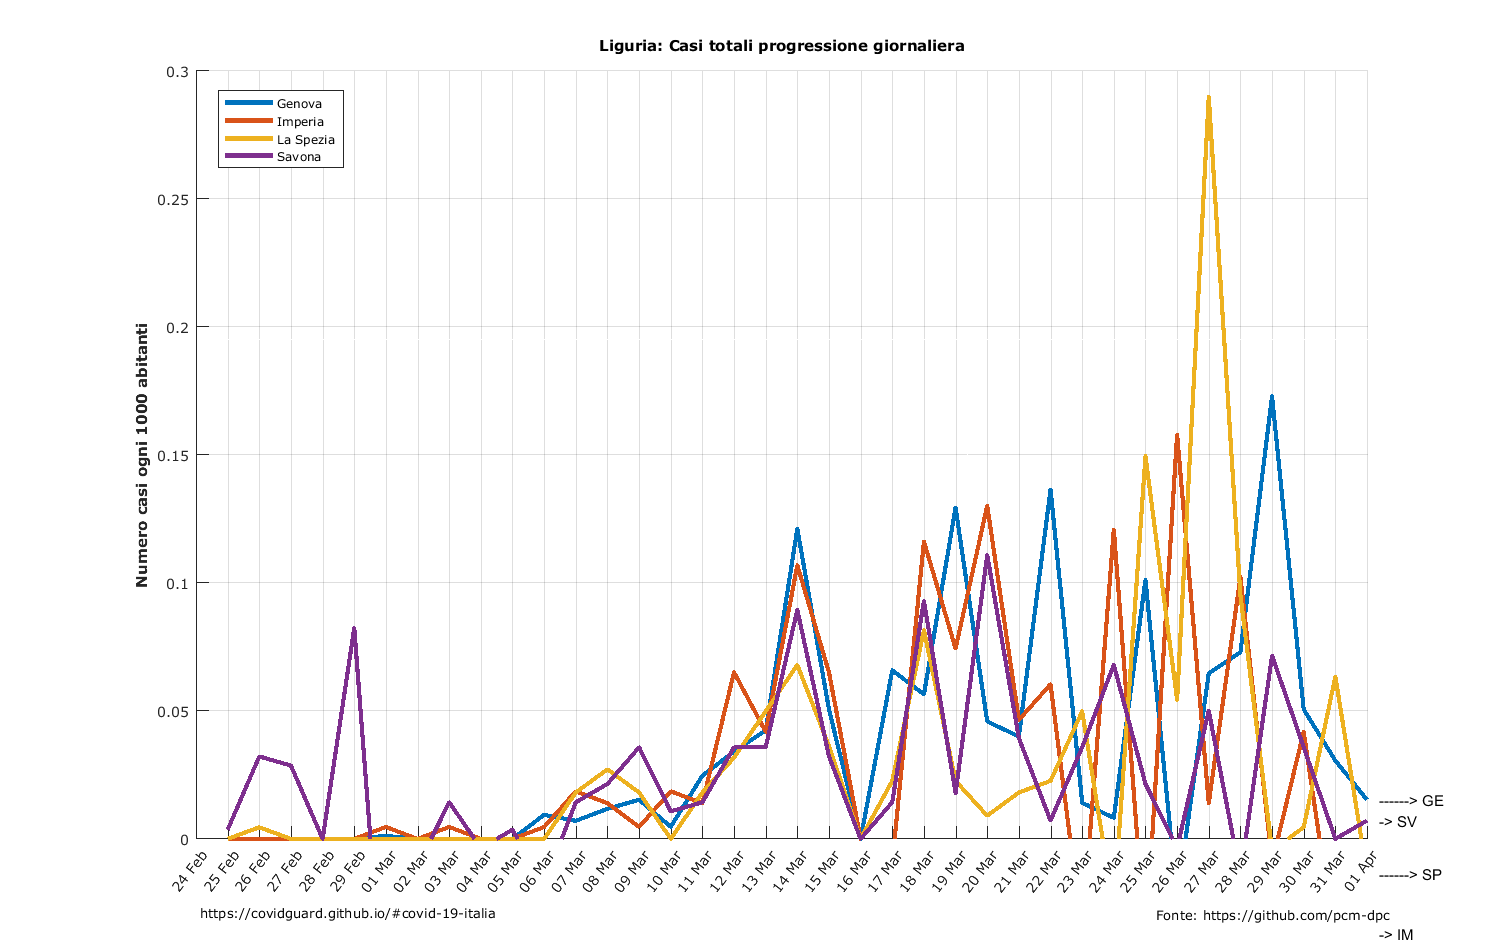 Liguria: Casi totali progressione giornaliera
Numero casi ogni 1000 abitanti
0.3
0.25
0.2
0.15
0.1
0.05
0
Genova
Imperia
La Spezia
Savona
24 Feb
25 Feb
26 Feb
27 Feb
28 Feb
29 Feb
01 Mar
02 Mar
03 Mar
04 Mar
05 Mar
06 Mar
07 Mar
08 Mar
09 Mar
10 Mar
11 Mar
12 Mar
13 Mar
14 Mar
15 Mar
16 Mar
17 Mar
18 Mar
19 Mar
20 Mar
21 Mar
22 Mar
23 Mar
24 Mar
25 Mar
26 Mar
27 Mar
28 Mar
29 Mar
30 Mar
31 Mar
01 Apr
------> GE
-> SV
------> SP
-> IM
https://covidguard.github.io/#covid-19-italia
Fonte: https://github.com/pcm-dpc